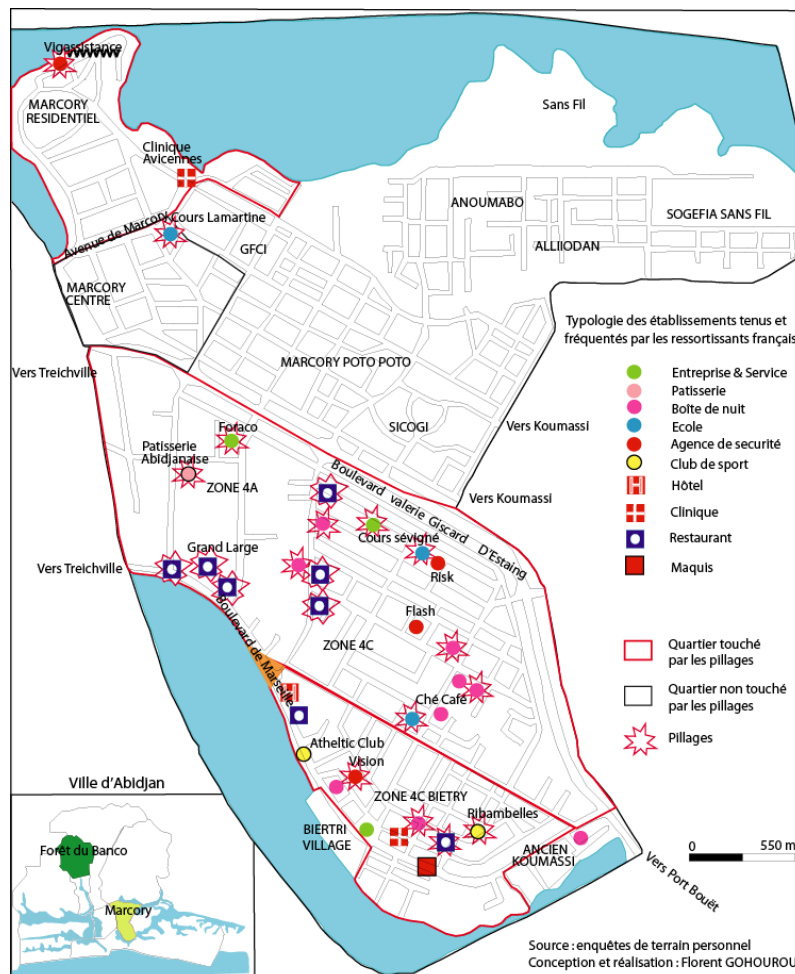 Vigassistance
Sans Fil
MARCORY
RESIDENTIEL
Clinique
Avicennes
ANOUMABO
SOGEFIA SANS FIL
Avenue de Marcory
Cours Lamartine
GFCI
ALLIIODAN
MARCORY
CENTRE
Typologie des établissements tenus et
fréquentés par les ressortissants français
MARCORY POTO POTO
Vers Treichville
Entreprise & Service
Patisserie
Boîte de nuit
Ecole
Agence de securité
Club de sport
Hôtel
Clinique
Restaurant
Maquis
SICOGI
Vers Koumassi
Foraco
Patisserie
Abidjanaise
ZONE 4A
Boulevard valerie Giscard D'Estaing
Vers Koumassi
Cours sévigné
Grand Large
Vers Treichville
Risk
Flash
Boulevard de Marseille
ZONE 4C
Quartier touché
par les pillages
Quartier non touché
par les pillages
Pillages
Ché Café
Atheltic Club
Vision
Ville d'Abidjan
ZONE 4C BIETRY
Ribambelles
BIERTRI
VILLAGE
ANCIEN
KOUMASSI
Forêt du Banco
Marcory
0 550 m
Vers Port Bouët
Source : enquêtes de terrain personnel
Conception et réalisation : Florent GOHOUROU